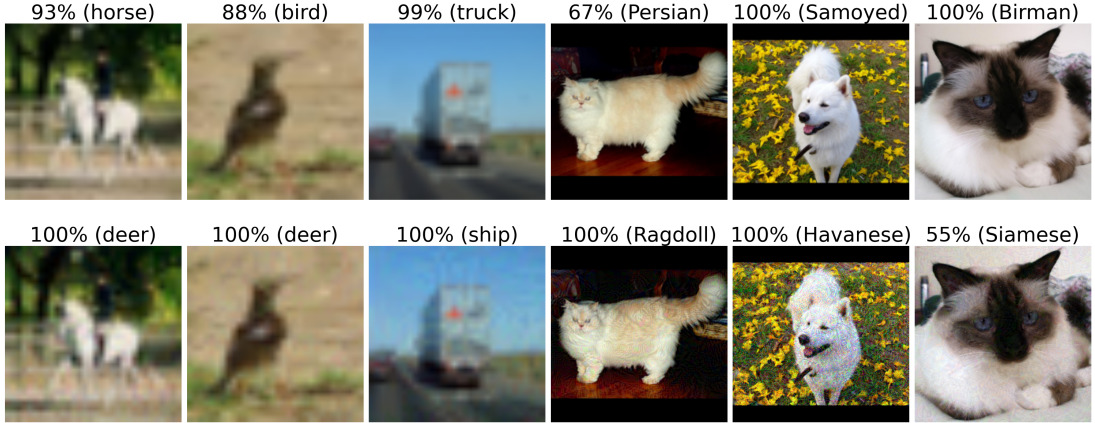 93% (horse) 88% (bird) 99% (truck) 67% (Persian) 100% (Samoyed) 100% (Birman)
100% (deer) 100% (deer) 100% (ship) 100% (Ragdoll) 100% (Havanese) 55% (Siamese)